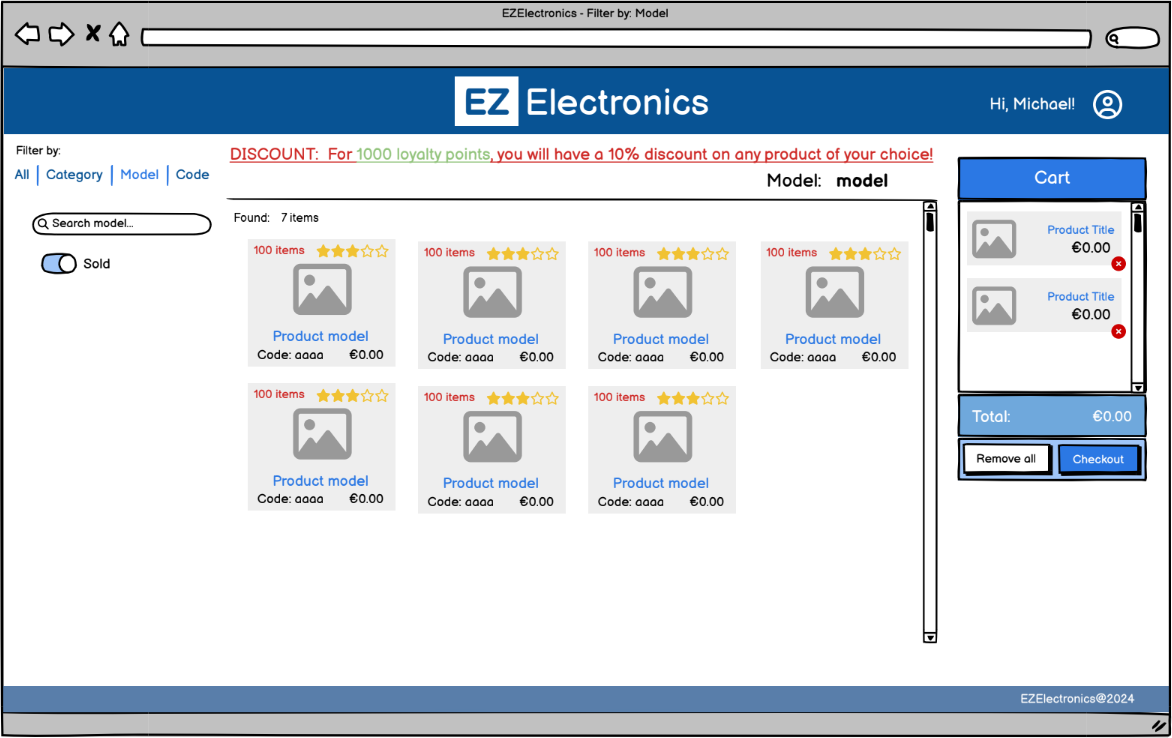 EZElectronics - Filter by: Model
EZ Electronics
Hi, Michael!
Filter by:
All Category Model Code
Search model...
Sold
DISCOUNT: For 1000 loyalty points, you will have a 10% discount on any product of your choice!
Model: model
Found: 7 items
100 items
Product model
Code: aaaa €0.00
100 items
Product model
Code: aaaa €0.00
100 items
Product model
Code: aaaa €0.00
100 items
Product model
Code: aaaa €0.00
100 items
Product model
Code: aaaa €0.00
100 items
Product model
Code: aaaa €0.00
100 items
Product model
Code: aaaa €0.00
Cart
Product Title
€0.00
Product Title
€0.00
Total: €0.00
Remove all Checkout
EZElectronics@2024